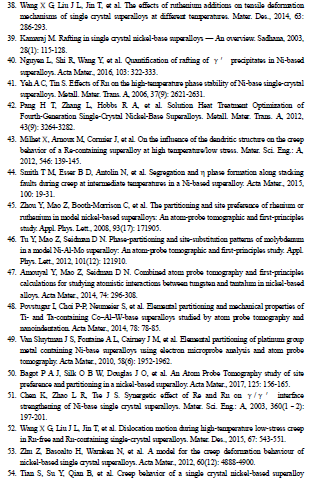 38. Wang X G, Liu J L, Jin T, et al. The effects of ruthenium additions on tensile deformation
mechanisms of single crystal superalloys at different temperatures. Mater. Des., 2014, 63:
286-293.
39. Kamaraj M. Rafting in single crystal nickel-base superalloys — An overview. Sadhana, 2003,
28(1): 115-128.
40. Nguyen L, Shi R, Wang Y, et al. Quantification of rafting of γ′ precipitates in Ni-based
superalloys. Acta Mater., 2016, 103: 322-333.
41. Yeh A C, Tin S. Effects of Ru on the high-temperature phase stability of Ni-base single-crystal
superalloys. Metall. Mater. Trans. A, 2006, 37(9): 2621-2631.
42. Pang H T, Zhang L, Hobbs R A, et al. Solution Heat Treatment Optimization of
Fourth-Generation Single-Crystal Nickel-Base Superalloys. Metall. Mater. Trans. A, 2012,
43(9): 3264-3282.
43. Milhet X, Arnoux M, Cormier J, et al. On the influence of the dendritic structure on the creep
behavior of a Re-containing superalloy at high temperature/low stress. Mater. Sci. Eng.: A,
2012, 546: 139-145.
44. Smith T M, Esser B D, Antolin N, et al. Segregation and η phase formation along stacking
faults during creep at intermediate temperatures in a Ni-based superalloy. Acta Mater., 2015,
100: 19-31.
45. Zhou Y, Mao Z, Booth-Morrison C, et al. The partitioning and site preference of rhenium or
ruthenium in model nickel-based superalloys: An atom-probe tomographic and first-principles
study. Appl. Phys. Lett., 2008, 93(17): 171905.
46. Tu Y, Mao Z, Seidman D N. Phase-partitioning and site-substitution patterns of molybdenum
in a model Ni-Al-Mo superalloy: An atom-probe tomographic and first-principles study. Appl.
Phys. Lett., 2012, 101(12): 121910.
47. Amouyal Y, Mao Z, Seidman D N. Combined atom probe tomography and first-principles
calculations for studying atomistic interactions between tungsten and tantalum in nickel-based
alloys. Acta Mater., 2014, 74: 296-308.
48. Povstugar I, Choi P-P, Neumeier S, et al. Elemental partitioning and mechanical properties of
Ti- and Ta-containing Co–Al–W-base superalloys studied by atom probe tomography and
nanoindentation. Acta Mater., 2014, 78: 78-85.
49. Van Sluytman J S, Fontaine A L, Cairney J M, et al. Elemental partitioning of platinum group
metal containing Ni-base superalloys using electron microprobe analysis and atom probe
tomography. Acta Mater., 2010, 58(6): 1952-1962.
50. Bagot P A J, Silk O B W, Douglas J O, et al. An Atom Probe Tomography study of site
preference and partitioning in a nickel-based superalloy. Acta Mater., 2017, 125: 156-165.
51. Chen K, Zhao L R, Tse J S. Synergetic effect of Re and Ru on γ/γ′ interface
strengthening of Ni-base single crystal superalloys. Mater. Sci. Eng.: A, 2003, 360(1–2):
197-201.
52. Wang X G, Liu J L, Jin T, et al. Dislocation motion during high-temperature low-stress creep
in Ru-free and Ru-containing single-crystal superalloys. Mater. Des., 2015, 67: 543-551.
53. Zhu Z, Basoalto H, Warnken N, et al. A model for the creep deformation behaviour of
nickel-based single crystal superalloys. Acta Mater., 2012, 60(12): 4888-4900.
54. Tian S, Su Y, Qian B, et al. Creep behavior of a single crystal nickel-based superalloy